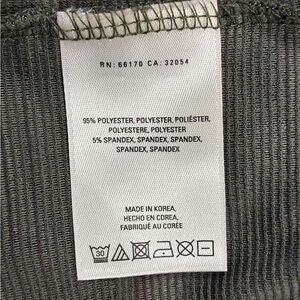 RN: 66170 CA: 32054
95% POLYESTER, POLYESTER, POLIÉSTER,
POLYESTERE, POLYESTER
5% SPANDEX, SPANDEX, SPANDEX,
SPANDEX, SPANDEX
MADE IN KOREA,
HECHO EN COREA,
FABRIQUÉ AU CORÉE
30